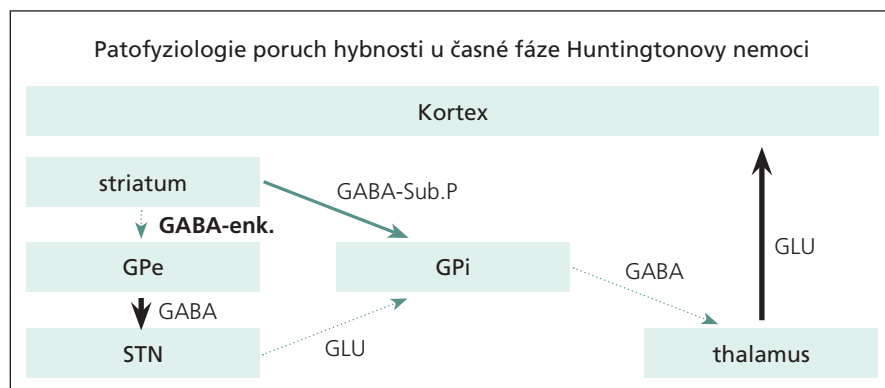 Patofyziologie poruch hybnosti u časné fáze Huntingtonovy nemoci
Kortex
striatum
GABA-Sub.P
GABA-enk.
GPe
GPi
GABA
GLU
GABA
STN
GLU
thalamus